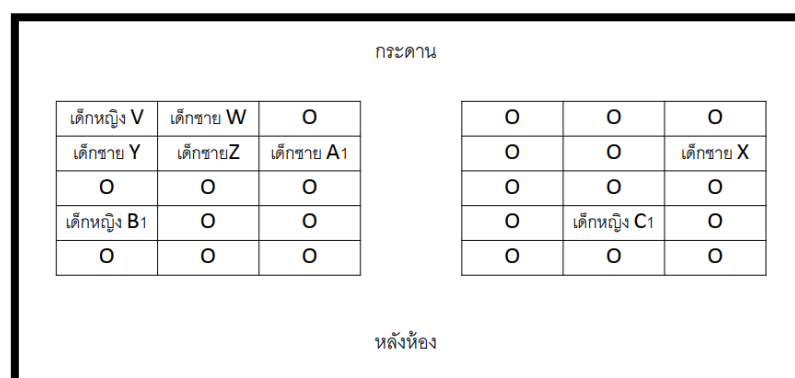 กระดาน
เด็กหญิง V เด็กชาย W O O O O
เด็กชาย Y เด็กชายZ เด็กชาย A1 O O เด็กชาย X
O O O O O O
เด็กหญิง B1 O O O เด็กหญิง C1 O
O O O O O O
หลังห้อง